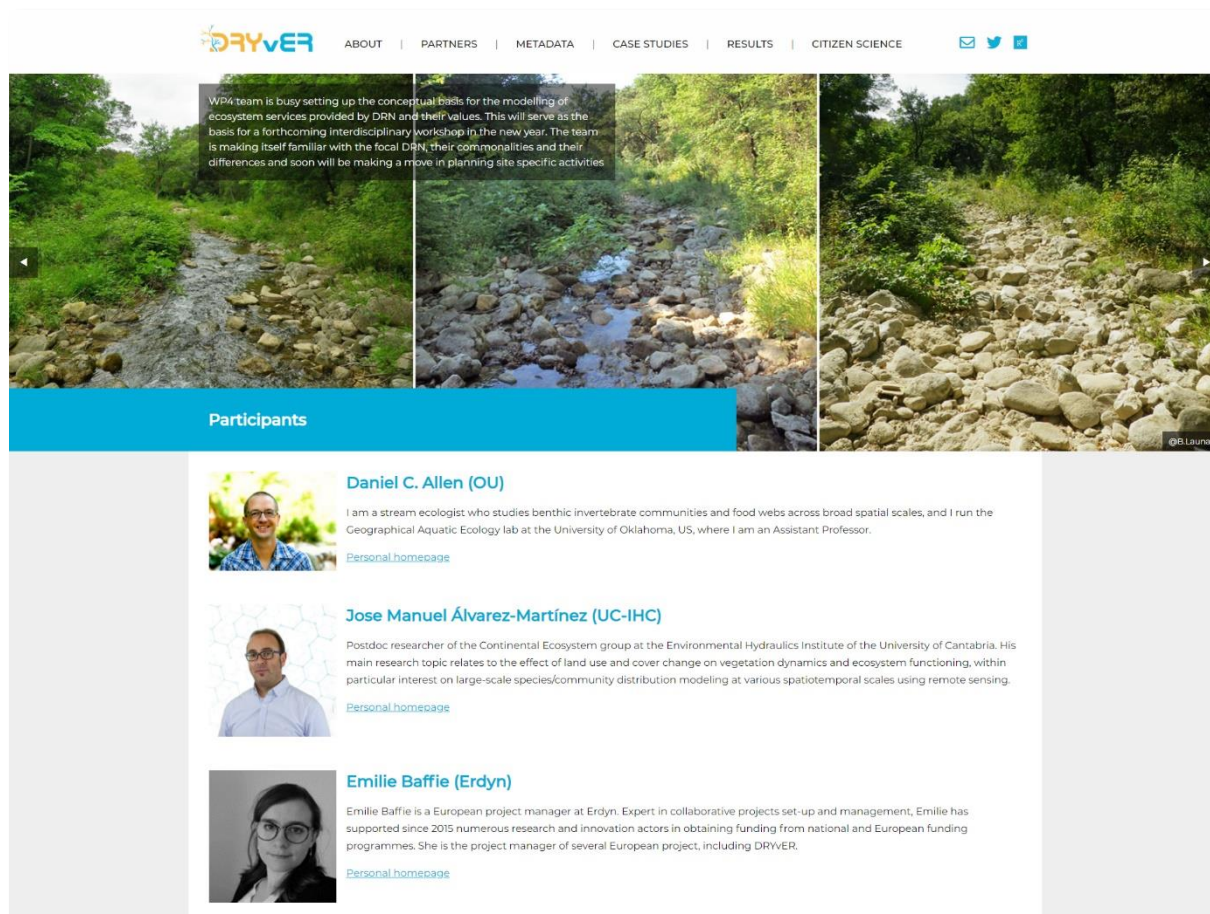 DRYvER
ABOUT | PARTNERS | METADATA | CASE STUDIES | RESULTS | CITIZEN SCIENCE
WP4 team is busy setting up the conceptual basis for the modelling of
ecosystem services provided by DRN and their values. This will serve as the
basis for a forthcoming interdisciplinary workshop in the new year. The team
is making itself familiar with the focal DRN, their commonalities and their
differences and soon will be making a move in planning site specific activities
Participants
@B.Launa
Daniel C. Allen (OU)
I am a stream ecologist who studies benthic invertebrate communities and food webs across broad spatial scales, and I run the
Geographical Aquatic Ecology lab at the University of Oklahoma, US, where I am an Assistant Professor.
Personal homepage
Jose Manuel Álvarez-Martínez (UC-IHC)
Postdoc researcher of the Continental Ecosystem group at the Environmental Hydraulics Institute of the University of Cantabria. His
main research topic relates to the effect of land use and cover change on vegetation dynamics and ecosystem functioning, within
particular interest on large-scale species/community distribution modeling at various spatiotemporal scales using remote sensing.
Personal homepage
Emilie Baffie (Erdyn)
Emilie Baffie is a European project manager at Erdyn. Expert in collaborative projects set-up and management, Emilie has
supported since 2015 numerous research and innovation actors in obtaining funding from national and European funding
programmes. She is the project manager of several European project, including DRYvER.
Personal homepage